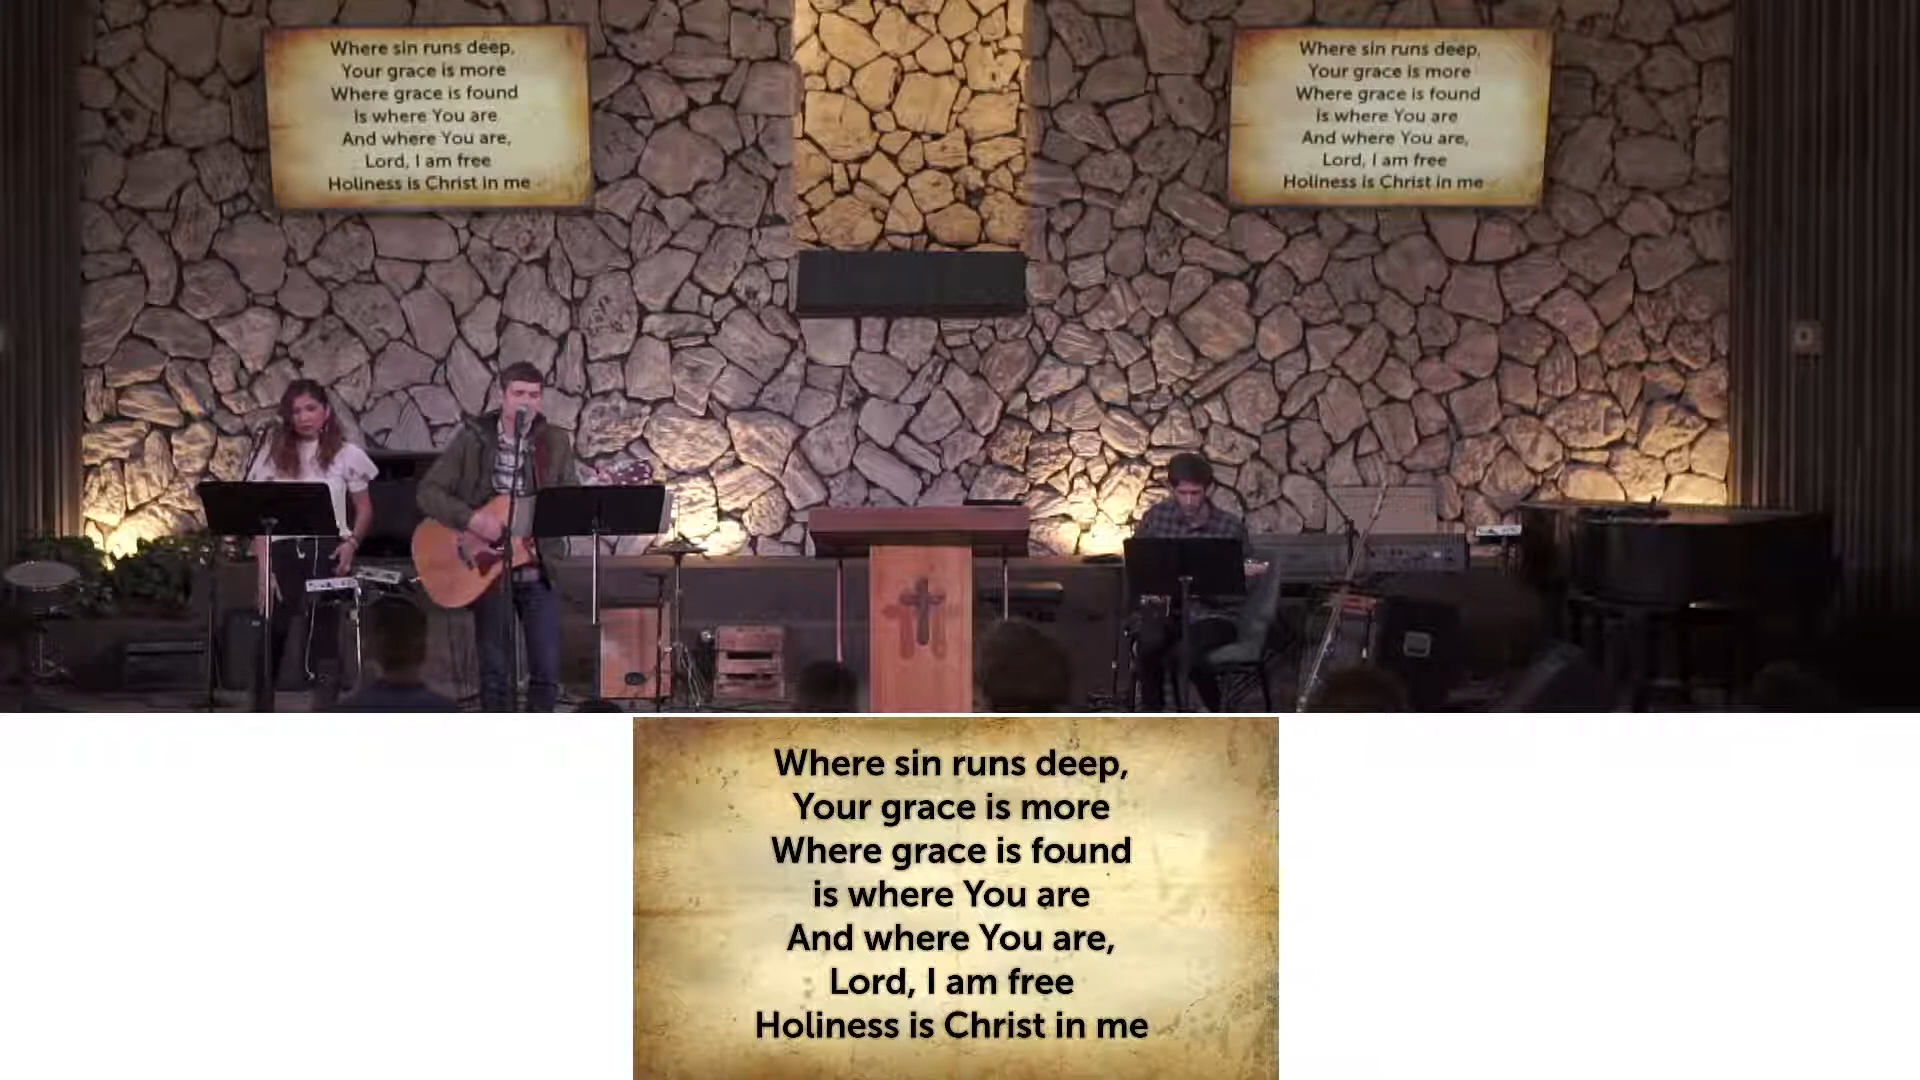 Where sin runs deep,
Your grace is more
Where grace is found
is where You are
And where You are,
Lord, I am free
Holiness is Christ in me
Where sin runs deep,
Your grace is more
Where grace is found
is where You are
And where You are,
Lord, I am free
Holiness is Christ in me
Where sin runs deep,
Your grace is more
Where grace is found
is where You are
And where You are,
Lord, I am free
Holiness is Christ in me